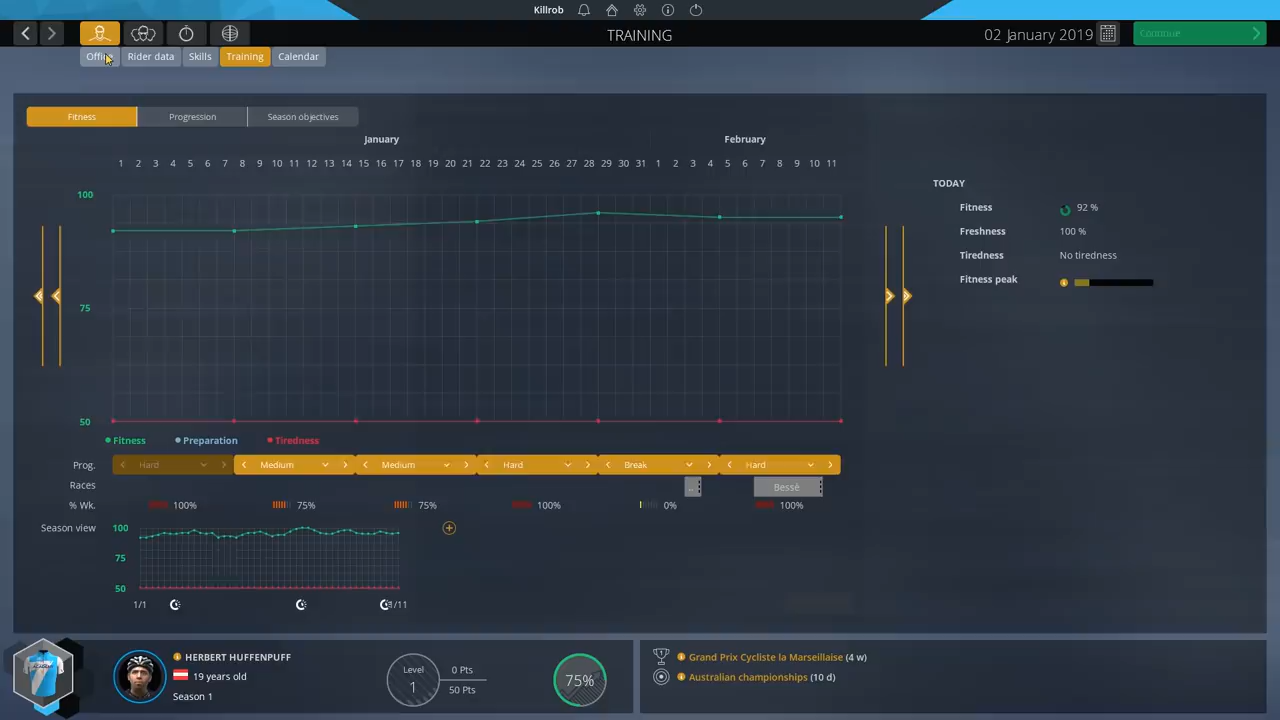 Killrob
TRAINING
02 January 2019
Continue
Office
Rider data
Skills
Training
Calendar
Fitness
Progression
Season objectives
January
February
1 2 3 4 5 6 7 8 9 10 11 12 13 14 15 16 17 18 19 20 21 22 23 24 25 26 27 28 29 30 31 1 2 3 4 5 6 7 8 9 10 11
100
75
50
TODAY
Fitness 92 %
Freshness 100 %
Tiredness No tiredness
Fitness peak
Fitness Preparation Tiredness
Prog. Hard Medium Medium Hard Break Hard
Races .. Bessè
% Wk. 100% 75% 75% 100% 0% 100%
Season view 100
75
50
1/1
/11
HERBERT HUFFENPUFF
19 years old
Season 1
Level
1
0 Pts
50 Pts
75%
Grand Prix Cycliste la Marseillaise (4 w)
Australian championships (10 d)